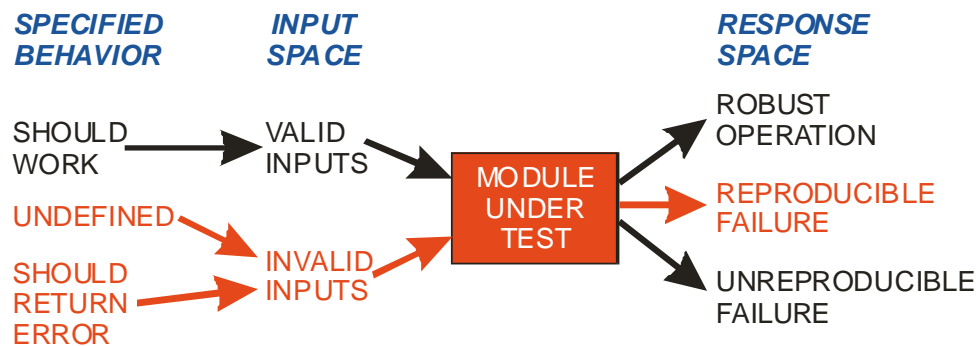 SPECIFIED
BEHAVIOR
INPUT
SPACE
RESPONSE
SPACE
SHOULD
WORK
VALID
INPUTS
UNDEFINED
SHOULD
RETURN
ERROR
INVALID
INPUTS
MODULE
UNDER
TEST
ROBUST
OPERATION
REPRODUCIBLE
FAILURE
UNREPRODUCIBLE
FAILURE